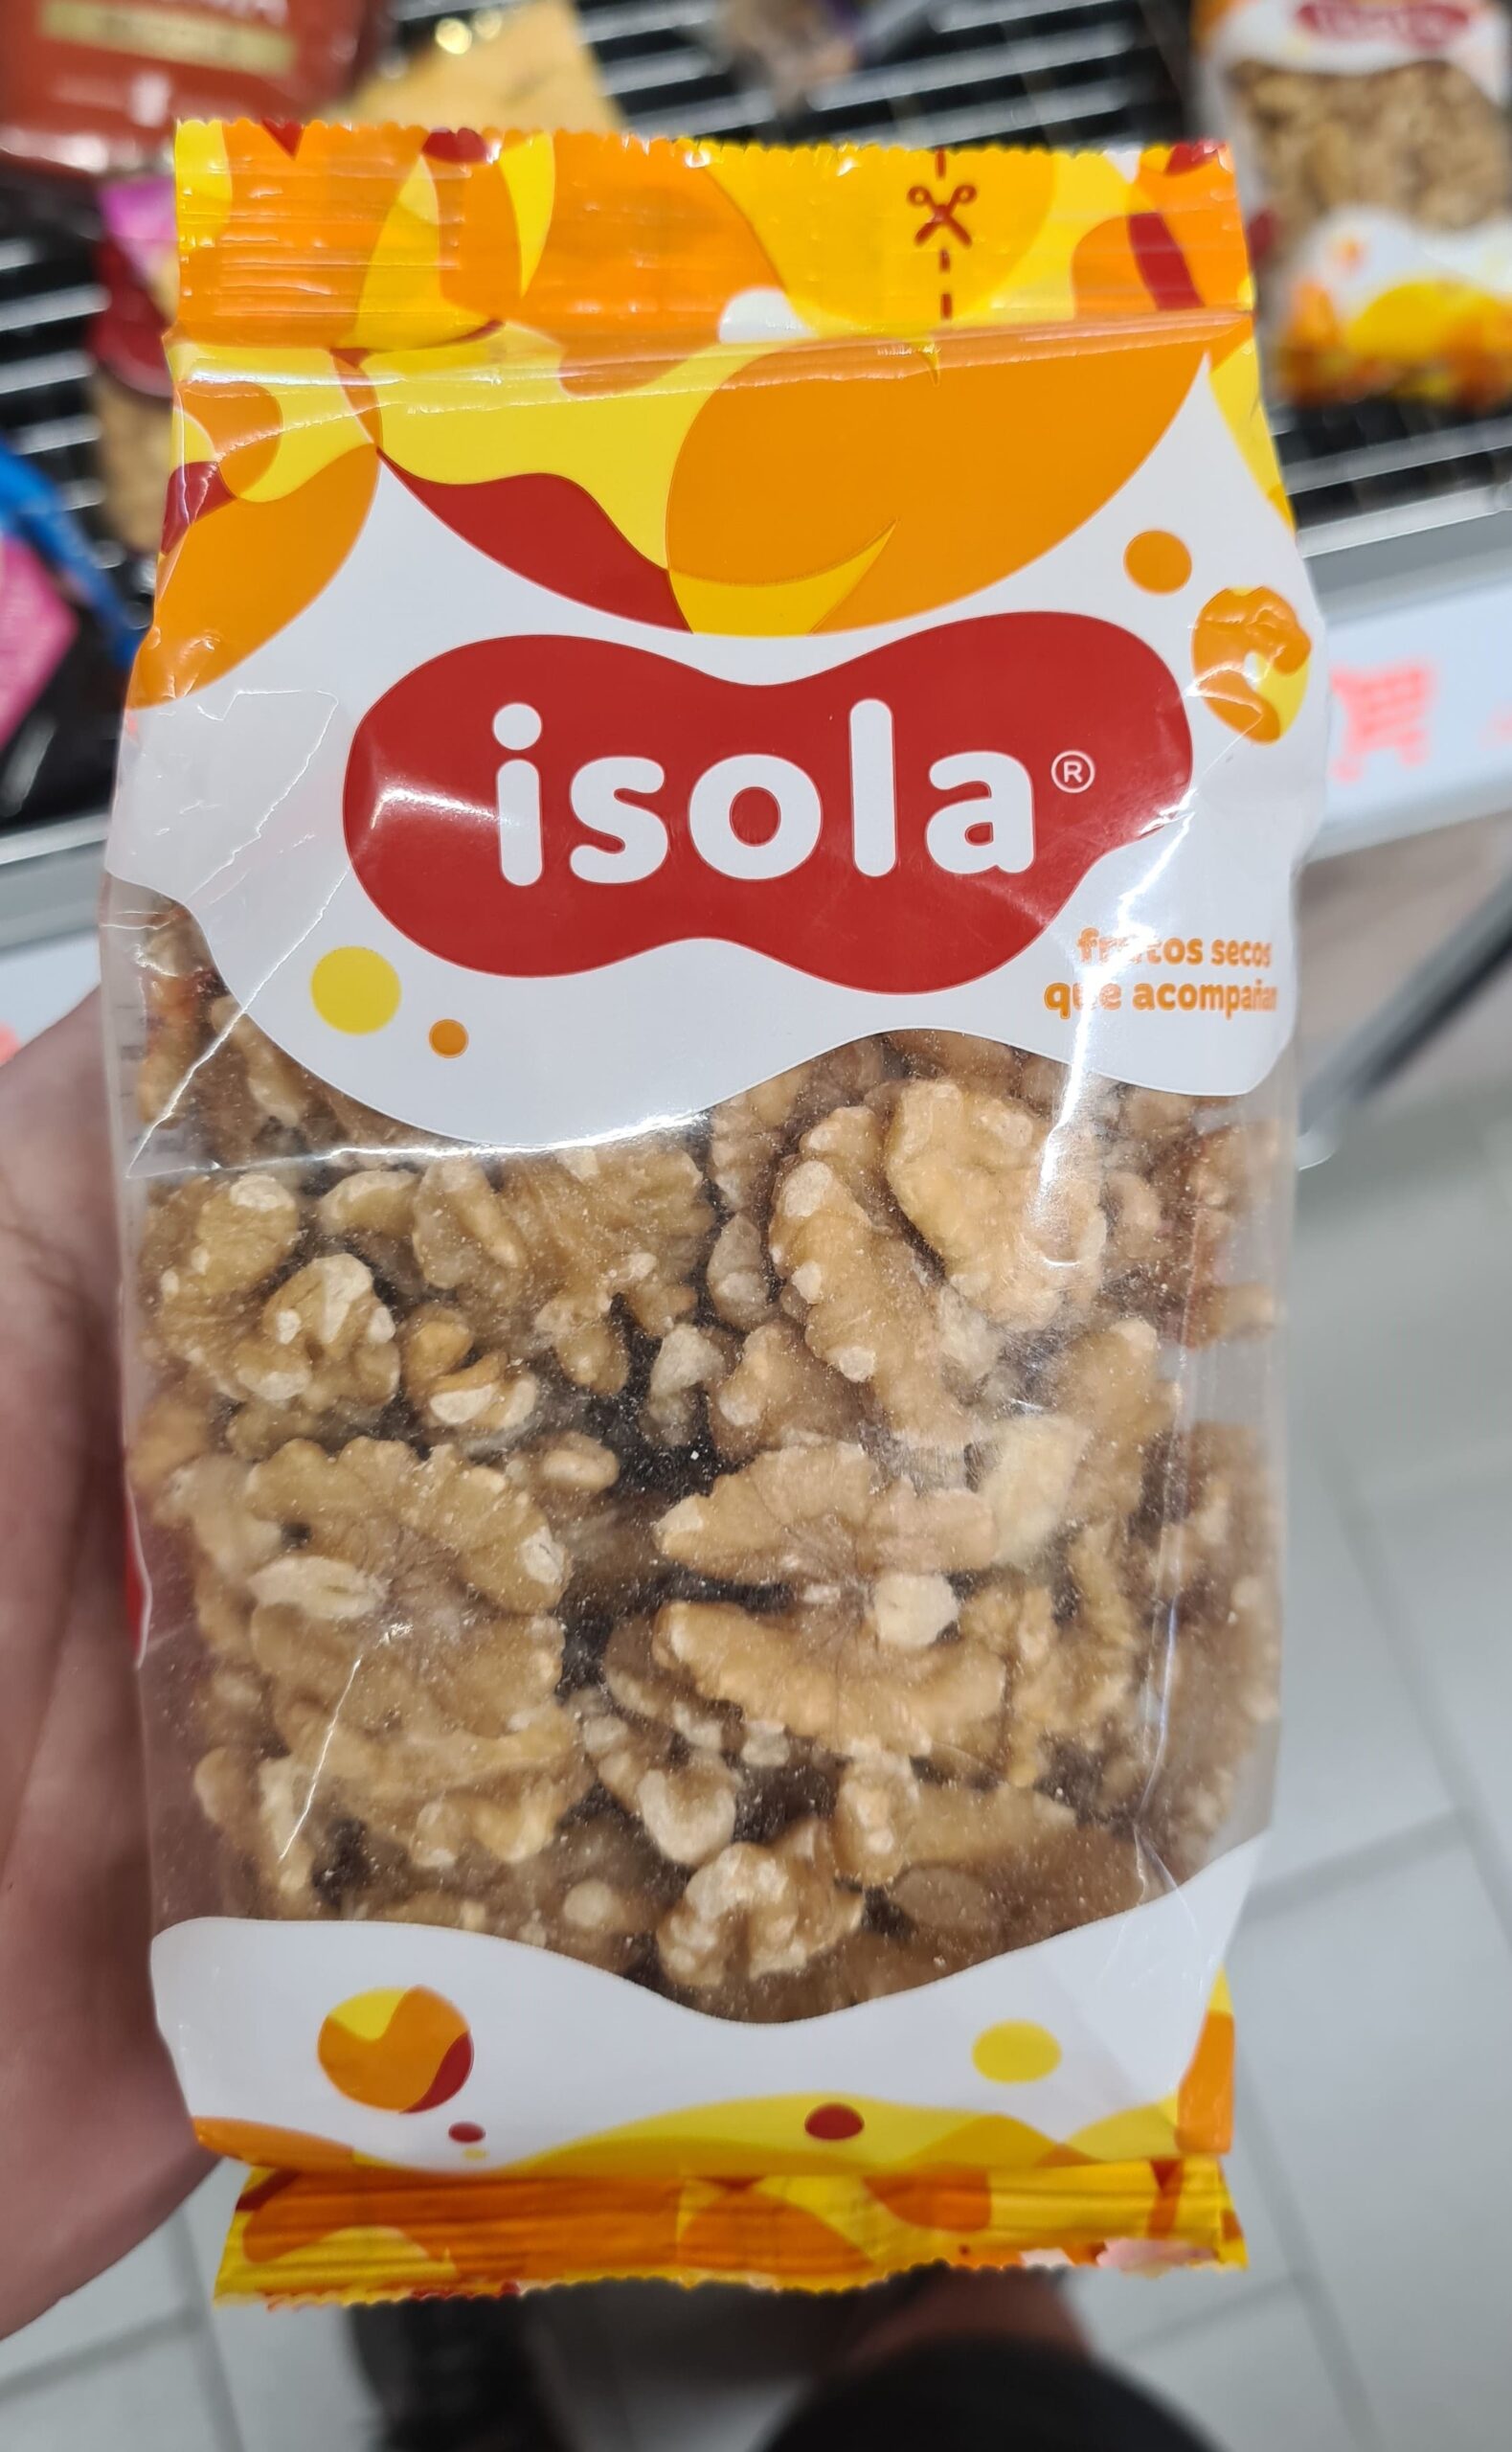 isola®
frutos secos
que acompañan